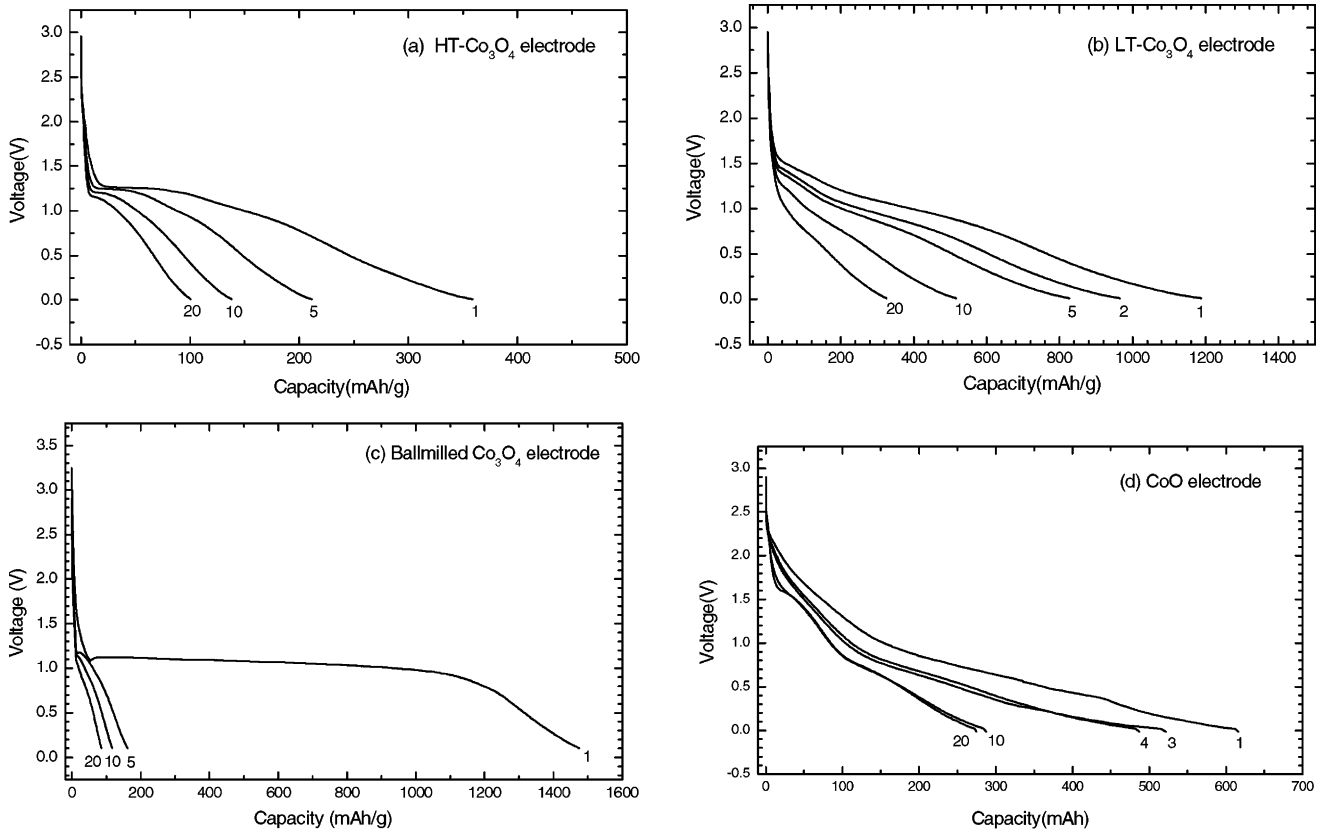 (a) HT-Co3O4 electrode
3.0
2.5
2.0
1.5
1.0
0.5
0.0
-0.5
Voltage(V)
20 10 5 1
0 100 200 300 400 500
Capacity(mAh/g)
(b) LT-Co3O4 electrode
3.0
2.5
2.0
1.5
1.0
0.5
0.0
-0.5
Voltage(V)
20 10 5 2 1
0 200 400 600 800 1000 1200 1400
Capacity(mAh/g)
(c) Ballmilled Co3O4 electrode
3.5
3.0
2.5
2.0
1.5
1.0
0.5
0.0
Voltage (V)
20 10 5 1
0 200 400 600 800 1000 1200 1400 1600
Capacity (mAh/g)
(d) CoO electrode
3.0
2.5
2.0
1.5
1.0
0.5
0.0
-0.5
Voltage(V)
20 10 4 3 1
0 100 200 300 400 500 600 700
Capacity(mAh)